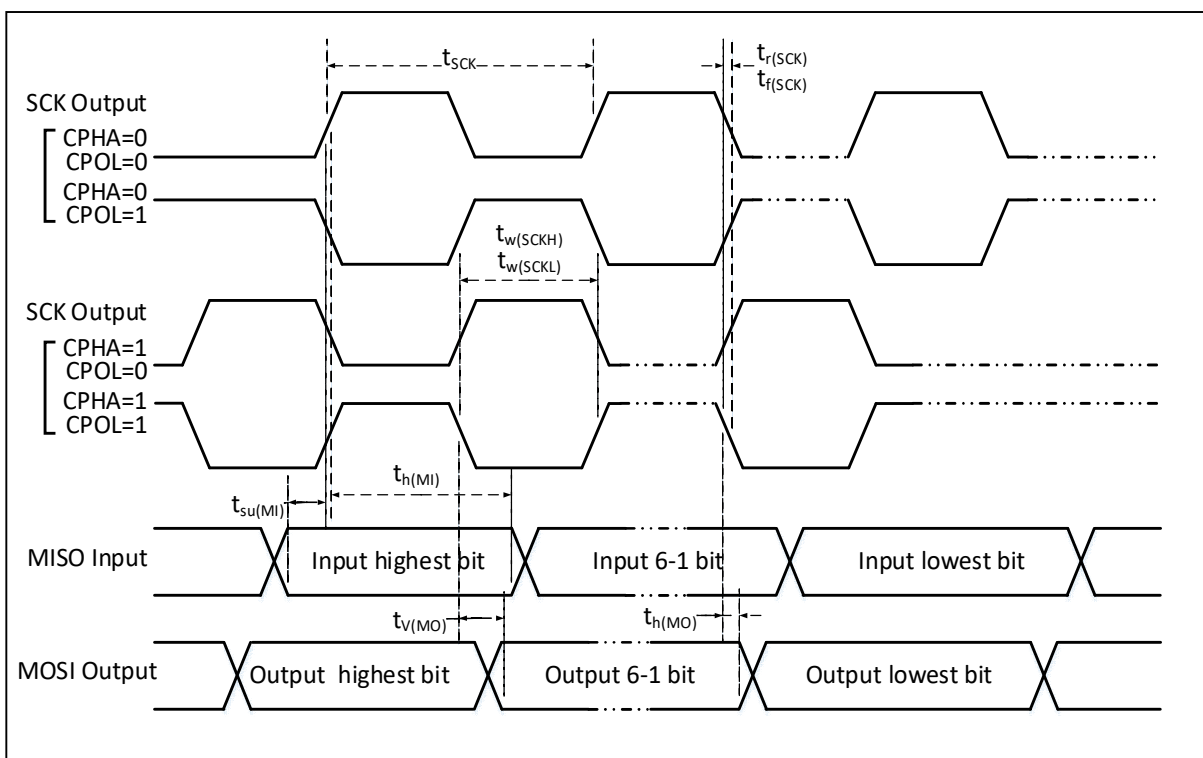 tSCK
tr(SCK)
tf(SCK)
SCK Output
CPHA=0
CPOL=0
CPHA=0
CPOL=1
tw(SCKH)
tw(SCKL)
SCK Output
CPHA=1
CPOL=0
CPHA=1
CPOL=1
th(MI)
tsu(MI)
MISO Input
Input highest bit
Input 6-1 bit
Input lowest bit
tV(MO)
th(MO)
MOSI Output
Output highest bit
Output 6-1 bit
Output lowest bit